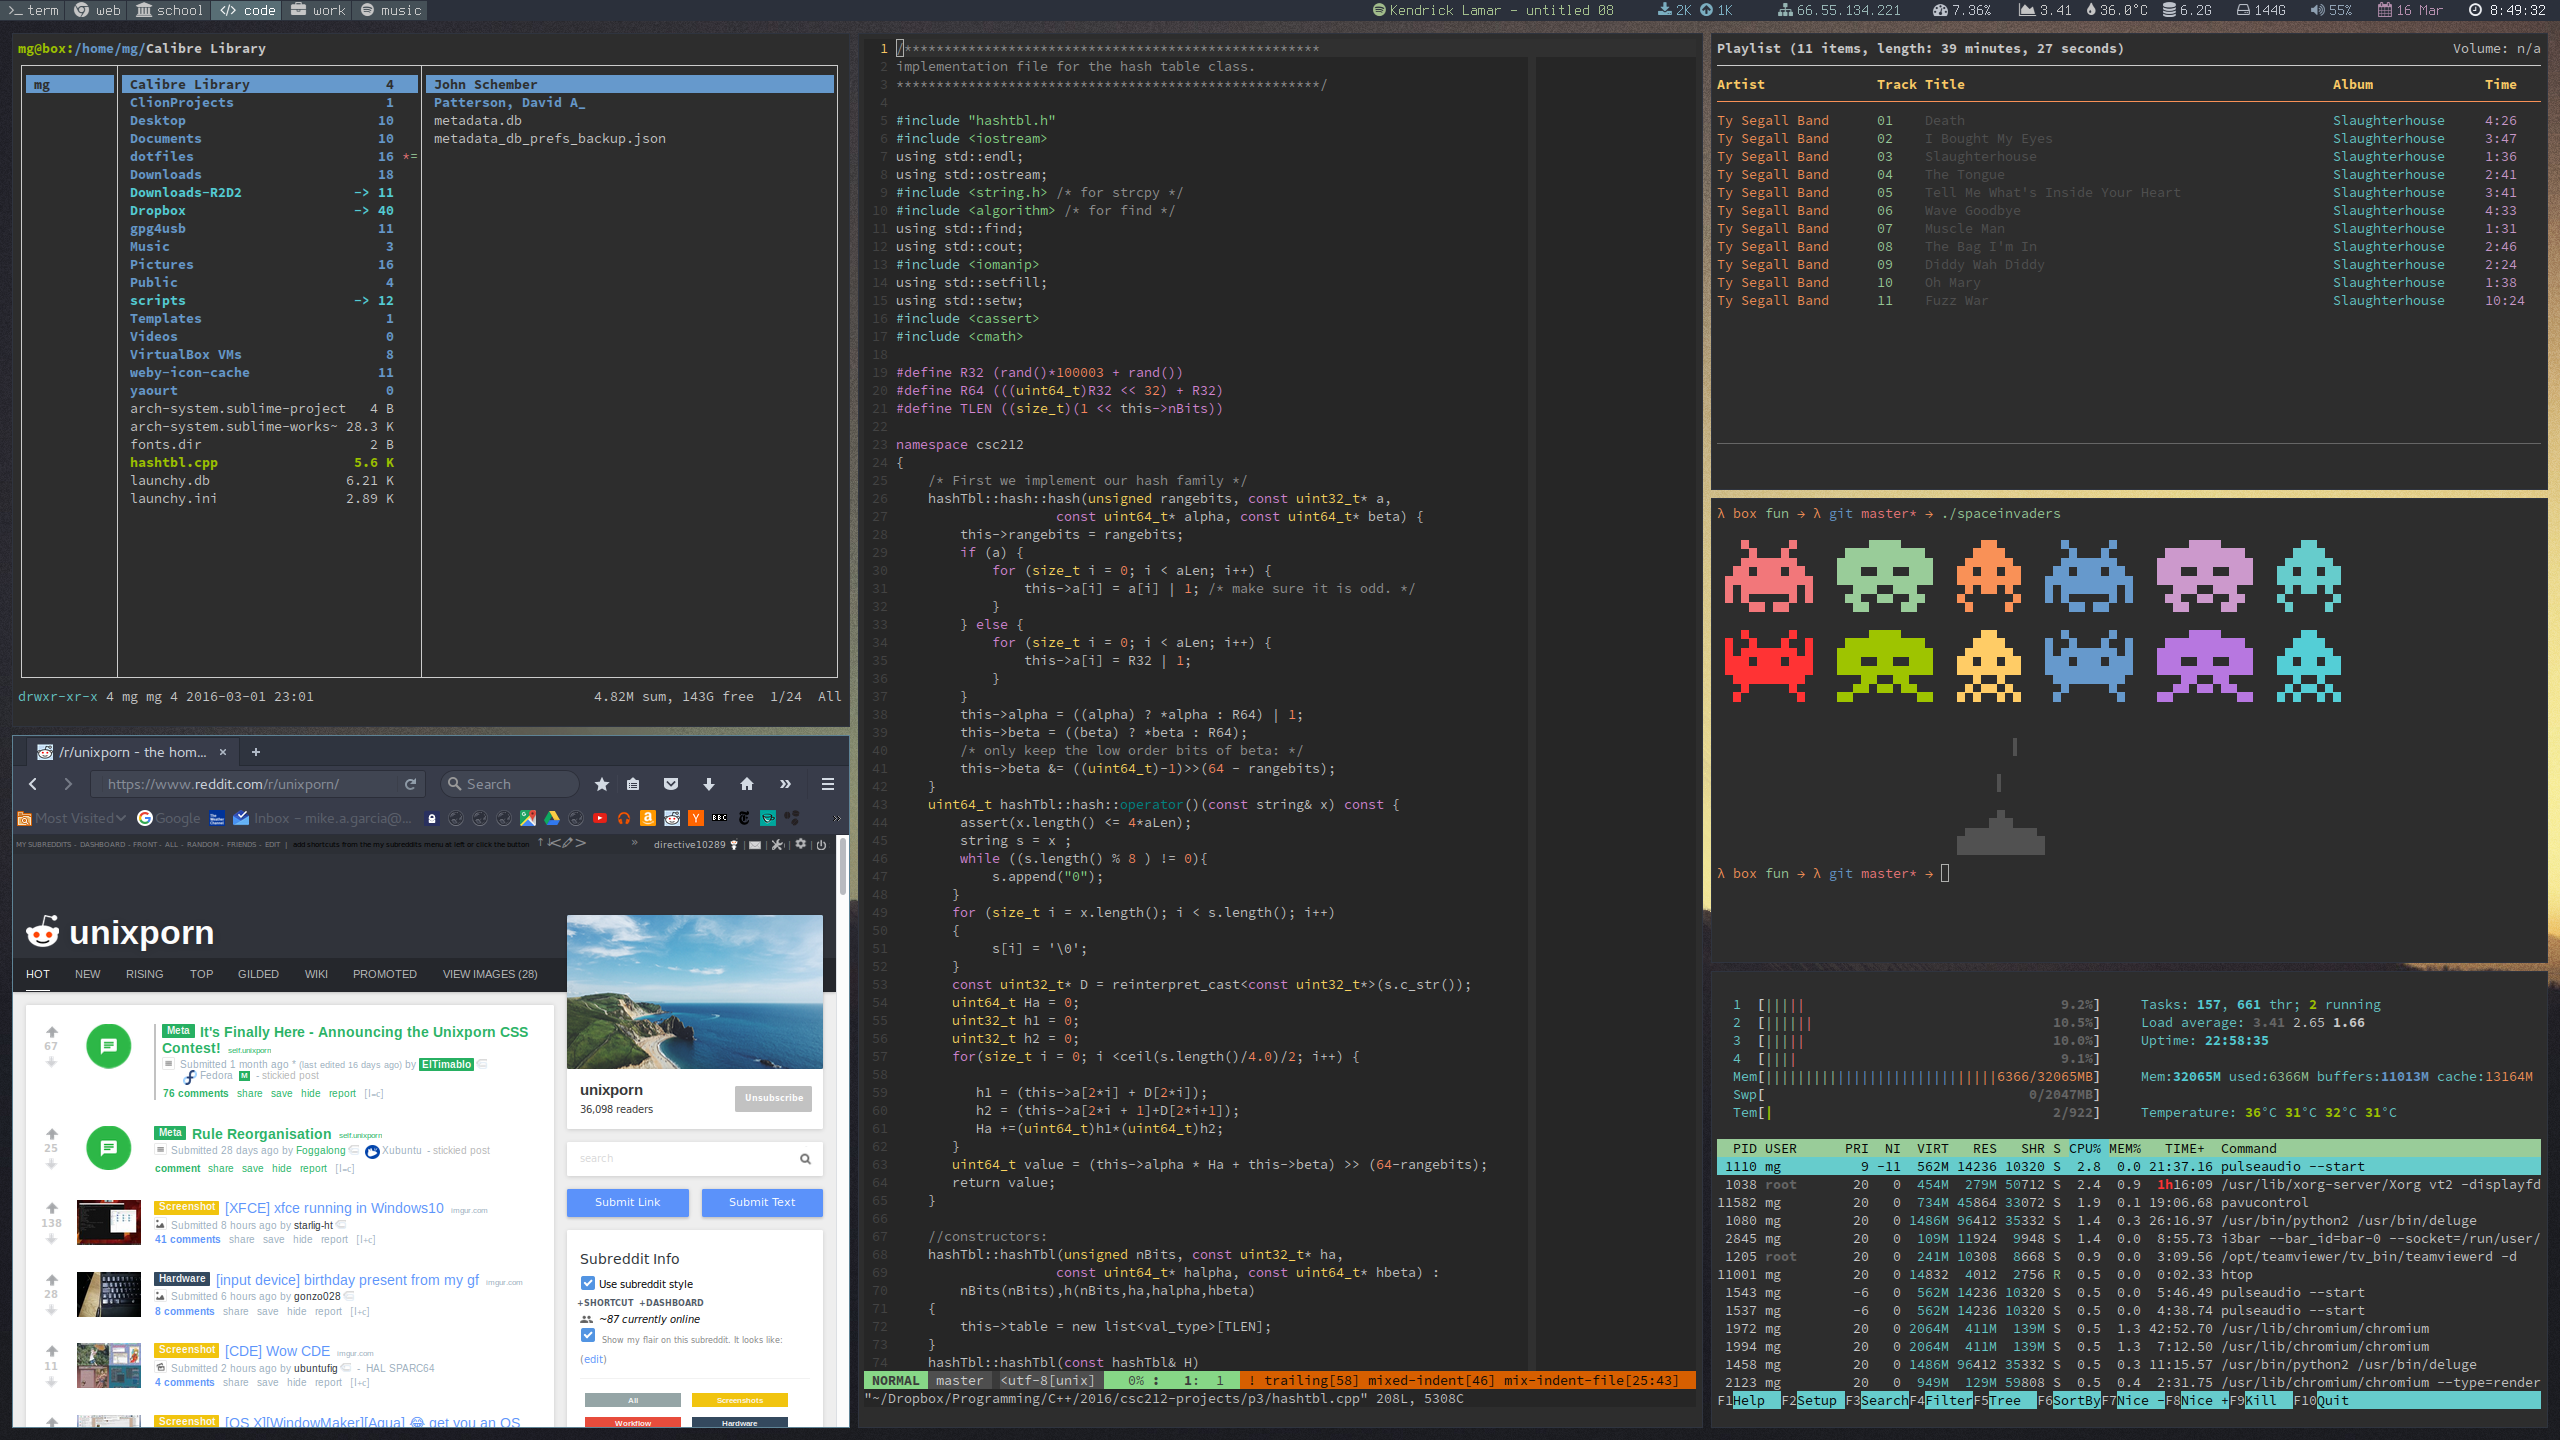 >_ term  web  school  </> code  work  music
Kendrick Lamar - untitled 08  2K  1K  66.55.134.221  7.36%  3.41  36.0°C  6.2G  144G  55%  16 Mar  8:49:32
mg@box:/home/mg/Calibre Library
mg
Calibre Library 4
ClionProjects 1
Desktop 10
Documents 10
dotfiles 16 *=
Downloads 18
Downloads-R2D2 -> 11
Dropbox -> 40
gpg4usb 11
Music 3
Pictures 16
Public 4
scripts -> 12
Templates 1
Videos 0
VirtualBox VMs 8
weby-icon-cache 11
yaourt 0
arch-system.sublime-project 4 B
arch-system.sublime-works~ 28.3 K
fonts.dir 2 B
hashtbl.cpp 5.6 K
launchy.db 6.21 K
launchy.ini 2.89 K
John Schember
Patterson, David A_
metadata.db
metadata_db_prefs_backup.json
drwxr-xr-x 4 mg mg 4 2016-03-01 23:01 4.82M sum, 143G free 1/24 All
/r/unixporn - the hom... × +
https://www.reddit.com/r/unixporn/ Search
Most Visited Google Inbox - mike.a.garcia@...
MY SUBREDDITS - DASHBOARD - FRONT - ALL - RANDOM - FRIENDS - EDIT | add shortcuts from the my subreddits menu at left or click the button
directive10289
unixporn
HOT NEW RISING TOP GILDED WIKI PROMOTED VIEW IMAGES (28)
67
Meta It's Finally Here - Announcing the Unixporn CSS
Contest! self.unixporn
Submitted 1 month ago * (last edited 16 days ago) by ElTimablo
Fedora M - stickied post
76 comments share save hide report [l=c]
25
Meta Rule Reorganisation self.unixporn
Submitted 28 days ago by Foggalong Xubuntu - stickied post
comment share save hide report [l=c]
138
Screenshot [XFCE] xfce running in Windows10 imgur.com
Submitted 8 hours ago by starlig-ht
41 comments share save hide report [l+c]
28
Hardware [input device] birthday present from my gf imgur.com
Submitted 6 hours ago by gonzo028
8 comments share save hide report [l+c]
11
Screenshot [CDE] Wow CDE imgur.com
Submitted 2 hours ago by ubuntufig - HAL SPARC64
4 comments share save hide report [l+c]
Screenshot [OS X][WindowMaker][Aqua] 😂 get you an OS
unixporn
36,098 readers
Unsubscribe
search
Submit Link Submit Text
Subreddit Info
Use subreddit style
+SHORTCUT +DASHBOARD
~87 currently online
Show my flair on this subreddit. It looks like:
(edit)
All Screenshots
Workflow Hardware
1 /****************************************************
2 implementation file for the hash table class.
3 *****************************************************/
4
5 #include "hashtbl.h"
6 #include <iostream>
7 using std::endl;
8 using std::ostream;
9 #include <string.h> /* for strcpy */
10 #include <algorithm> /* for find */
11 using std::find;
12 using std::cout;
13 #include <iomanip>
14 using std::setfill;
15 using std::setw;
16 #include <cassert>
17 #include <cmath>
18
19 #define R32 (rand()*100003 + rand())
20 #define R64 (((uint64_t)R32 << 32) + R32)
21 #define TLEN ((size_t)(1 << this->nBits))
22
23 namespace csc212
24 {
25 /* First we implement our hash family */
26 hashTbl::hash::hash(unsigned rangebits, const uint32_t* a,
27 const uint64_t* alpha, const uint64_t* beta) {
28 this->rangebits = rangebits;
29 if (a) {
30 for (size_t i = 0; i < aLen; i++) {
31 this->a[i] = a[i] | 1; /* make sure it is odd. */
32 }
33 } else {
34 for (size_t i = 0; i < aLen; i++) {
35 this->a[i] = R32 | 1;
36 }
37 }
38 this->alpha = ((alpha) ? *alpha : R64) | 1;
39 this->beta = ((beta) ? *beta : R64);
40 /* only keep the low order bits of beta: */
41 this->beta &= ((uint64_t)-1)>>(64 - rangebits);
42 }
43 uint64_t hashTbl::hash::operator()(const string& x) const {
44 assert(x.length() <= 4*aLen);
45 string s = x ;
46 while ((s.length() % 8 ) != 0){
47 s.append("0");
48 }
49 for (size_t i = x.length(); i < s.length(); i++)
50 {
51 s[i] = '\0';
52 }
53 const uint32_t* D = reinterpret_cast<const uint32_t*>(s.c_str());
54 uint64_t Ha = 0;
55 uint32_t h1 = 0;
56 uint32_t h2 = 0;
57 for(size_t i = 0; i <ceil(s.length()/4.0)/2; i++) {
58
59 h1 = (this->a[2*i] + D[2*i]);
60 h2 = (this->a[2*i + 1]+D[2*i+1]);
61 Ha +=(uint64_t)h1*(uint64_t)h2;
62 }
63 uint64_t value = (this->alpha * Ha + this->beta) >> (64-rangebits);
64 return value;
65 }
66
67 //constructors:
68 hashTbl::hashTbl(unsigned nBits, const uint32_t* ha,
69 const uint64_t* halpha, const uint64_t* hbeta) :
70 nBits(nBits),h(nBits,ha,halpha,hbeta)
71 {
72 this->table = new list<val_type>[TLEN];
73 }
74 hashTbl::hashTbl(const hashTbl& H)
NORMAL master <utf-8[unix] 0% : 1: 1 ! trailing[58] mixed-indent[46] mix-indent-file[25:43]
"~/Dropbox/Programming/C++/2016/csc212-projects/p3/hashtbl.cpp" 208L, 5308C
Playlist (11 items, length: 39 minutes, 27 seconds) Volume: n/a
Artist Track Title Album Time
Ty Segall Band 01 Death Slaughterhouse 4:26
Ty Segall Band 02 I Bought My Eyes Slaughterhouse 3:47
Ty Segall Band 03 Slaughterhouse Slaughterhouse 1:36
Ty Segall Band 04 The Tongue Slaughterhouse 2:41
Ty Segall Band 05 Tell Me What's Inside Your Heart Slaughterhouse 3:41
Ty Segall Band 06 Wave Goodbye Slaughterhouse 4:33
Ty Segall Band 07 Muscle Man Slaughterhouse 1:31
Ty Segall Band 08 The Bag I'm In Slaughterhouse 2:46
Ty Segall Band 09 Diddy Wah Diddy Slaughterhouse 2:24
Ty Segall Band 10 Oh Mary Slaughterhouse 1:38
Ty Segall Band 11 Fuzz War Slaughterhouse 10:24
λ box fun → λ git master* → ./spaceinvaders
λ box fun → λ git master* →
1 [||||| 9.2%] Tasks: 157, 661 thr; 2 running
2 [|||||| 10.5%] Load average: 3.41 2.65 1.66
3 [||||| 10.0%] Uptime: 22:58:35
4 [|||| 9.1%]
Mem[|||||||||||||||||||||||||||||6366/32065MB] Mem:32065M used:6366M buffers:11013M cache:13164M
Swp[ 0/2047MB]
Tem[| 2/922] Temperature: 36°C 31°C 32°C 31°C
PID USER PRI NI VIRT RES SHR S CPU% MEM% TIME+ Command
1110 mg 9 -11 562M 14236 10320 S 2.8 0.0 21:37.16 pulseaudio --start
1038 root 20 0 454M 279M 50712 S 2.4 0.9 1h16:09 /usr/lib/xorg-server/Xorg vt2 -displayfd
11582 mg 20 0 734M 45864 33072 S 1.9 0.1 19:06.68 pavucontrol
1080 mg 20 0 1486M 96412 35332 S 1.4 0.3 26:16.97 /usr/bin/python2 /usr/bin/deluge
2845 mg 20 0 109M 11924 9948 S 1.4 0.0 8:55.73 i3bar --bar_id=bar-0 --socket=/run/user/
1205 root 20 0 241M 10308 8668 S 0.9 0.0 3:09.56 /opt/teamviewer/tv_bin/teamviewerd -d
11001 mg 20 0 14832 4012 2756 R 0.5 0.0 0:02.33 htop
1543 mg -6 0 562M 14236 10320 S 0.5 0.0 5:46.49 pulseaudio --start
1537 mg -6 0 562M 14236 10320 S 0.5 0.0 4:38.74 pulseaudio --start
1972 mg 20 0 2064M 411M 139M S 0.5 1.3 42:52.70 /usr/lib/chromium/chromium
1994 mg 20 0 2064M 411M 139M S 0.5 1.3 7:12.50 /usr/lib/chromium/chromium
1458 mg 20 0 1486M 96412 35332 S 0.5 0.3 11:15.57 /usr/bin/python2 /usr/bin/deluge
2123 mg 20 0 949M 129M 59808 S 0.5 0.4 2:31.75 /usr/lib/chromium/chromium --type=render
F1Help F2Setup F3SearchF4FilterF5Tree F6SortByF7Nice -F8Nice +F9Kill F10Quit